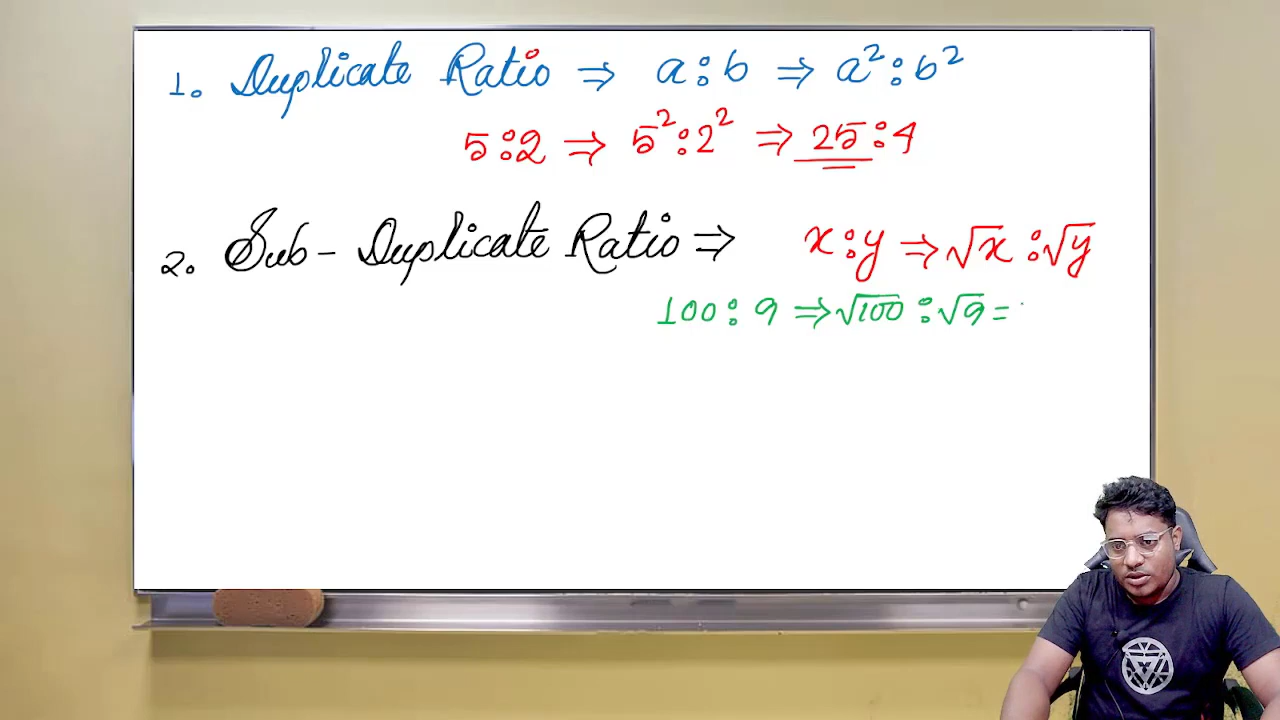 1. Duplicate Ratio ⇒ a:b ⇒ a²:b²
5:2 ⇒ 5²:2² ⇒ 25:4
2. Sub-Duplicate Ratio ⇒ x:y ⇒ √x:√y
100:9 ⇒ √100:√9=